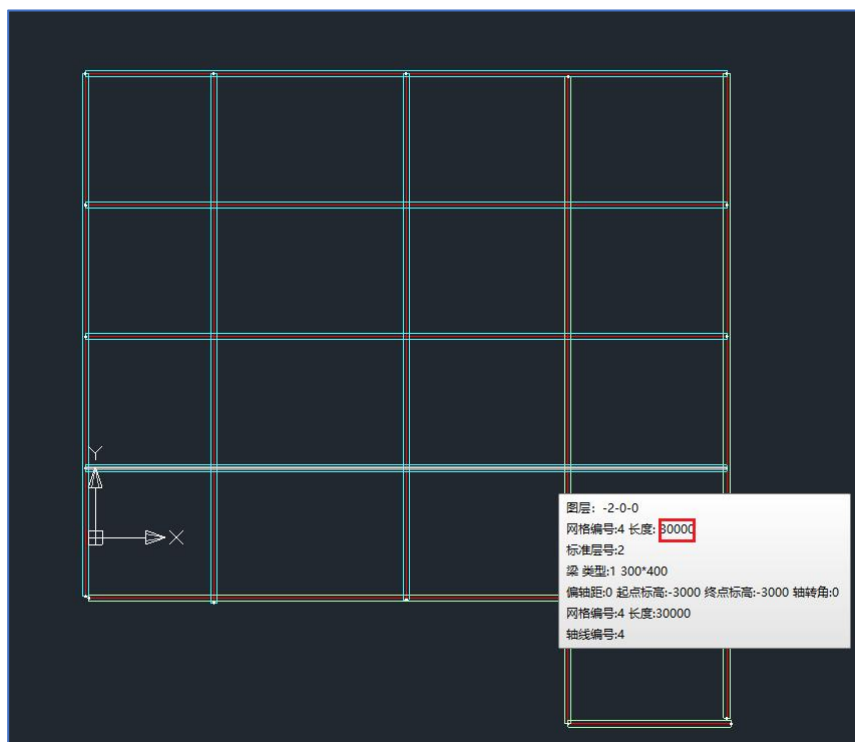 Y
X
图层: -2-0-0
网格编号:4 长度: 30000
标准层号:2
梁 类型:1 300*400
偏轴距:0 起点标高:-3000 终点标高:-3000 轴转角:0
网格编号:4 长度:30000
轴线编号:4